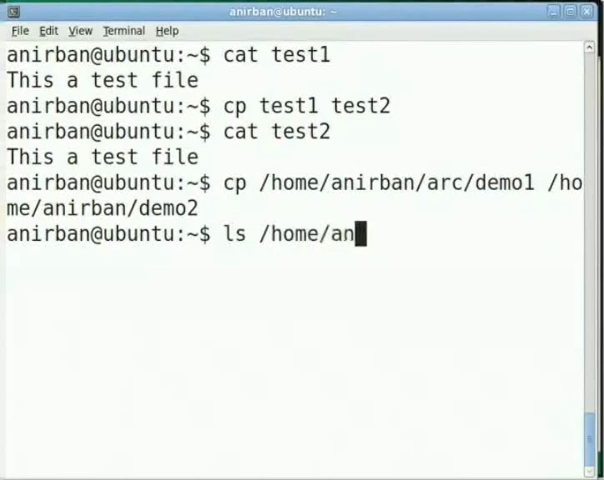 anirban@ubuntu: ~
File Edit View Terminal Help
anirban@ubuntu:~$ cat test1
This a test file
anirban@ubuntu:~$ cp test1 test2
anirban@ubuntu:~$ cat test2
This a test file
anirban@ubuntu:~$ cp /home/anirban/arc/demo1 /ho
me/anirban/demo2
anirban@ubuntu:~$ ls /home/an